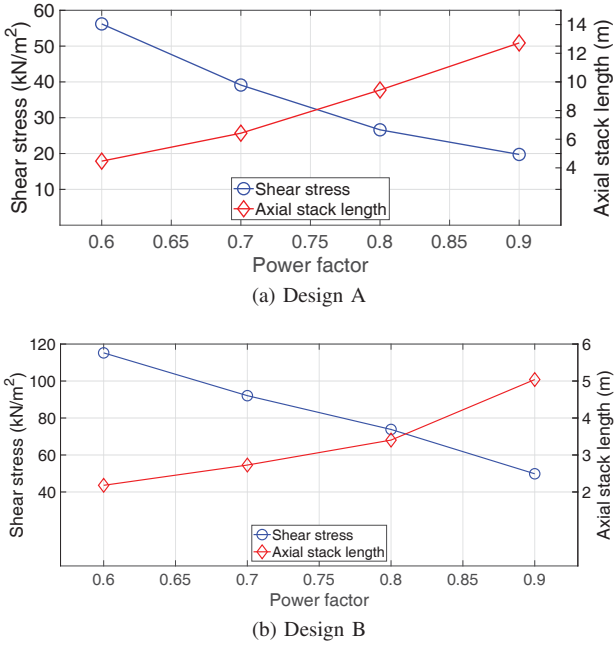 60
50
40
30
20
10
Shear stress (kN/m²)
14
12
10
8
6
4
Axial stack length (m)
Shear stress
Axial stack length
0.6 0.65 0.7 0.75 0.8 0.85 0.9
Power factor
(a) Design A
120
100
80
60
40
Shear stress (kN/m²)
6
5
4
3
2
Axial stack length (m)
Shear stress
Axial stack length
0.6 0.65 0.7 0.75 0.8 0.85 0.9
Power factor
(b) Design B